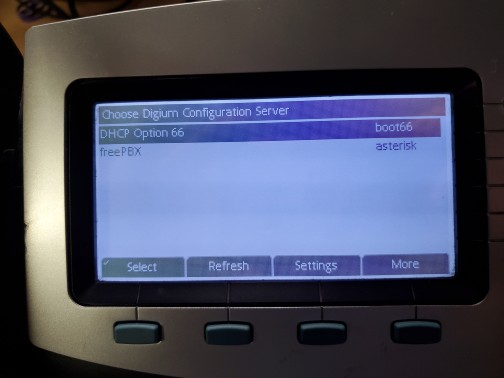 Choose Digium Configuration Server
DHCP Option 66 boot66
freePBX asterisk
Select Refresh Settings More